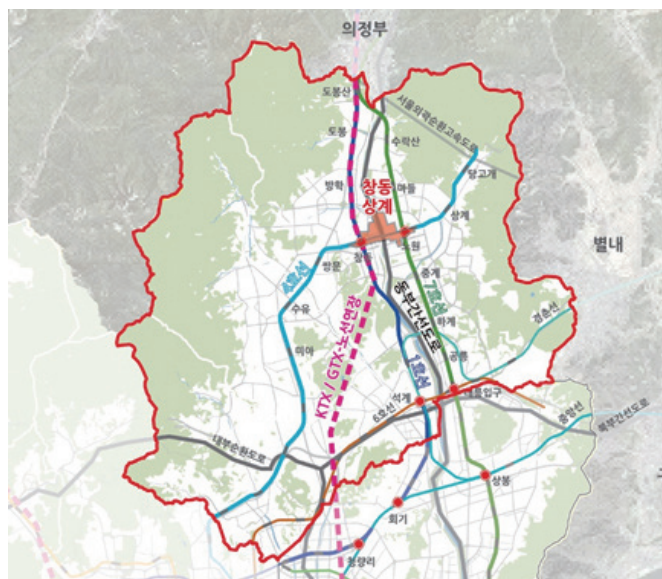 의정부
도봉산
서울외곽순환고속도로
도봉
수락산
당고개
방학
창동
상계
마들
상계
노원
별내
창동
쌍문
4호선
중계
7호선
동부간선도로
수유
하계
경춘선
KTX / GTX-노선연장
미아
공릉
1호선
석계
태릉입구
6호선
중앙선
북부간선도로
내부순환도로
상봉
회기
청량리